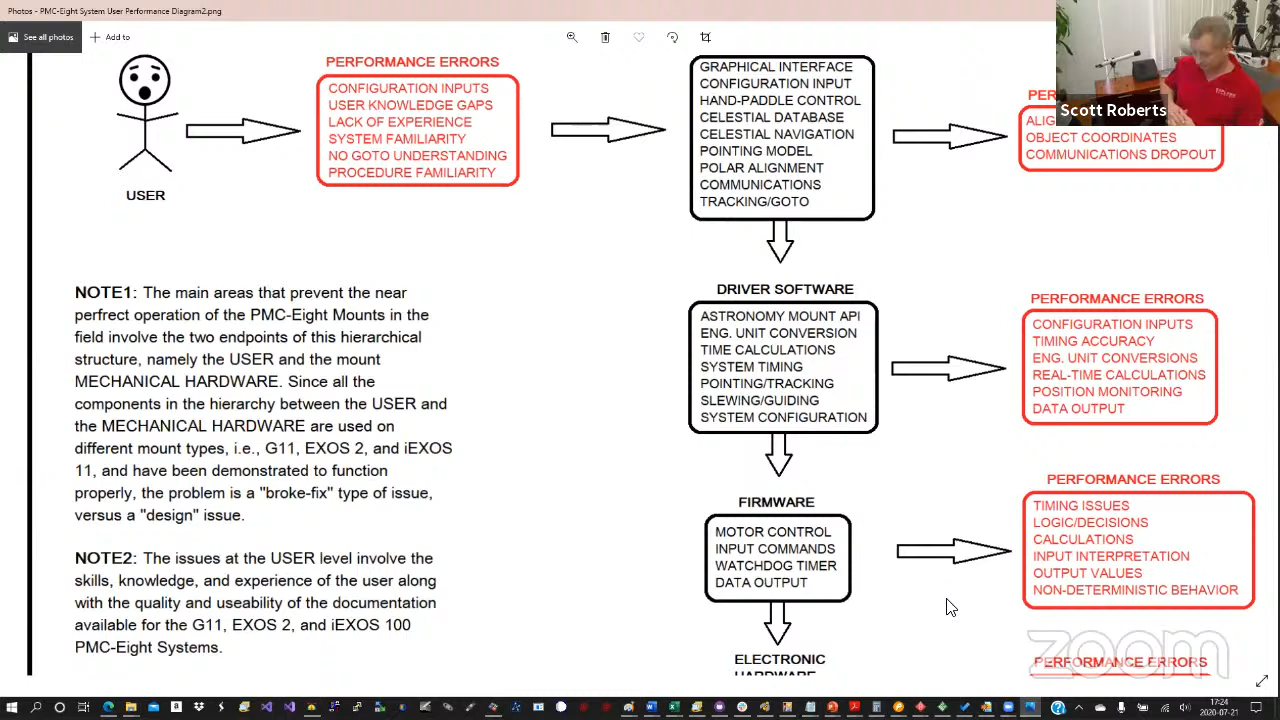 Photos - PMC-Eight System User Performance Diagram2.png
See all photos
Add to
Scott Roberts
USER
PERFORMANCE ERRORS
CONFIGURATION INPUTS
USER KNOWLEDGE GAPS
LACK OF EXPERIENCE
SYSTEM FAMILIARITY
NO GOTO UNDERSTANDING
PROCEDURE FAMILIARITY
GRAPHICAL INTERFACE
CONFIGURATION INPUT
HAND-PADDLE CONTROL
CELESTIAL DATABASE
CELESTIAL NAVIGATION
POINTING MODEL
POLAR ALIGNMENT
COMMUNICATIONS
TRACKING/GOTO
OBJECT COORDINATES
COMMUNICATIONS DROPOUT
NOTE1: The main areas that prevent the near
perfrect operation of the PMC-Eight Mounts in the
field involve the two endpoints of this hierarchical
structure, namely the USER and the mount
MECHANICAL HARDWARE. Since all the
components in the hierarchy between the USER and
the MECHANICAL HARDWARE are used on
different mount types, i.e., G11, EXOS 2, and iEXOS
11, and have been demonstrated to function
properly, the problem is a "broke-fix" type of issue,
versus a "design" issue.
NOTE2: The issues at the USER level involve the
skills, knowledge, and experience of the user along
with the quality and useability of the documentation
available for the G11, EXOS 2, and iEXOS 100
PMC-Eight Systems.
DRIVER SOFTWARE
ASTRONOMY MOUNT API
ENG. UNIT CONVERSION
TIME CALCULATIONS
SYSTEM TIMING
POINTING/TRACKING
SLEWING/GUIDING
SYSTEM CONFIGURATION
PERFORMANCE ERRORS
CONFIGURATION INPUTS
TIMING ACCURACY
ENG. UNIT CONVERSIONS
REAL-TIME CALCULATIONS
POSITION MONITORING
DATA OUTPUT
FIRMWARE
MOTOR CONTROL
INPUT COMMANDS
WATCHDOG TIMER
DATA OUTPUT
PERFORMANCE ERRORS
TIMING ISSUES
LOGIC/DECISIONS
CALCULATIONS
INPUT INTERPRETATION
OUTPUT VALUES
NON-DETERMINISTIC BEHAVIOR
ELECTRONIC
HARDWARE
PERFORMANCE ERRORS
zoom
17:24
2020-07-21